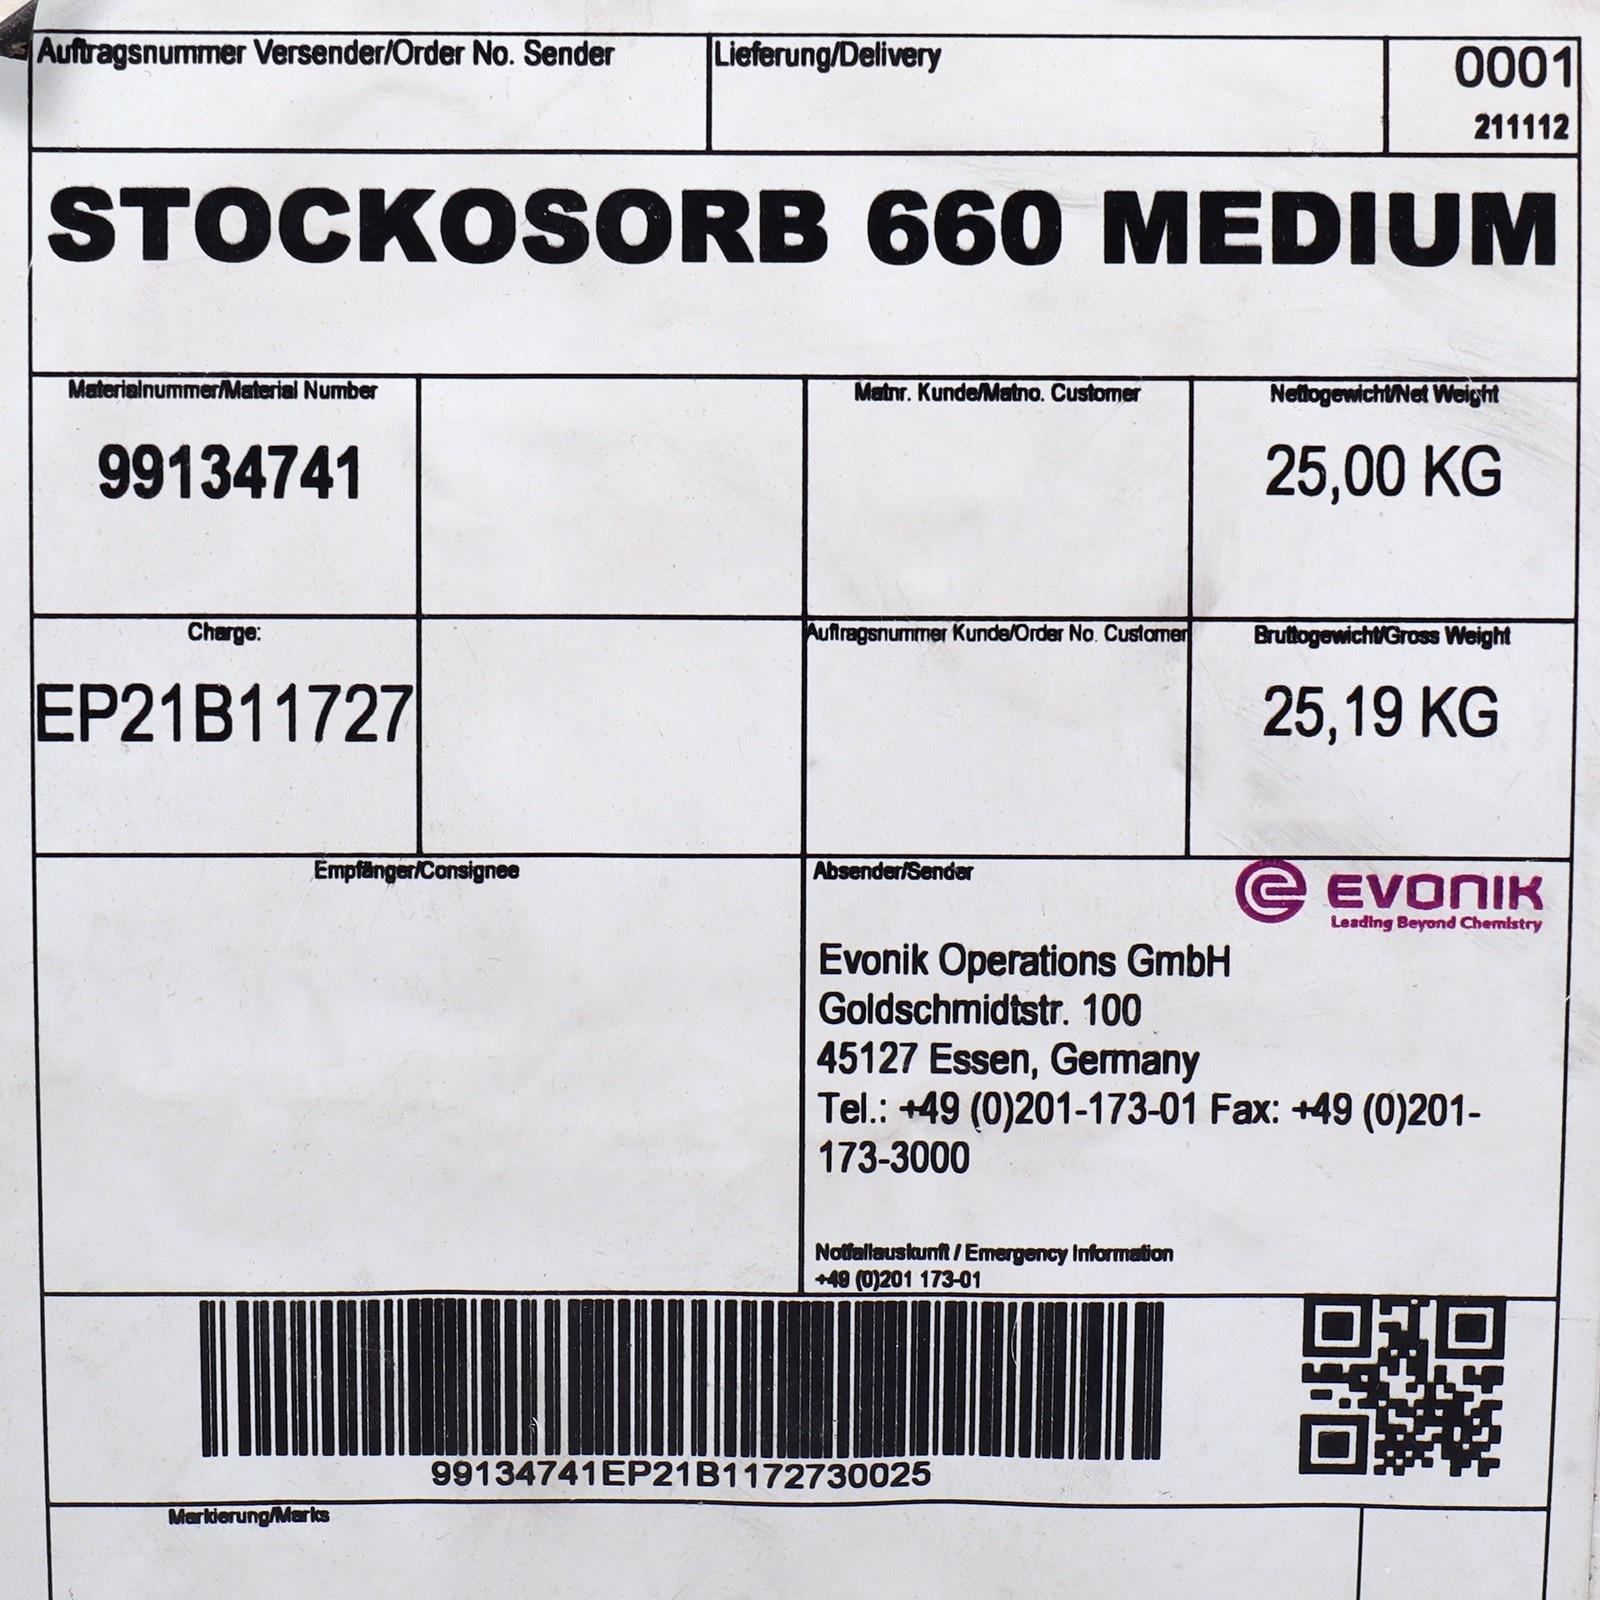 Auftragsnummer Versender/Order No. Sender
Lieferung/Delivery
0001
211112
STOCKOSORB 660 MEDIUM
Materialnummer/Material Number
99134741
Matnr. Kunde/Matno. Customer
Nettogewicht/Net Weight
25,00 KG
Charge:
EP21B11727
Auftragsnummer Kunde/Order No. Customer
Bruttogewicht/Gross Weight
25,19 KG
Empfänger/Consignee
Absender/Sender
EVONIK
Leading Beyond Chemistry
Evonik Operations GmbH
Goldschmidtstr. 100
45127 Essen, Germany
Tel.: +49 (0)201-173-01 Fax: +49 (0)201-
173-3000
Notfallauskunft / Emergency Information
+49 (0)201 173-01
99134741EP21B1172730025
Markierung/Marks